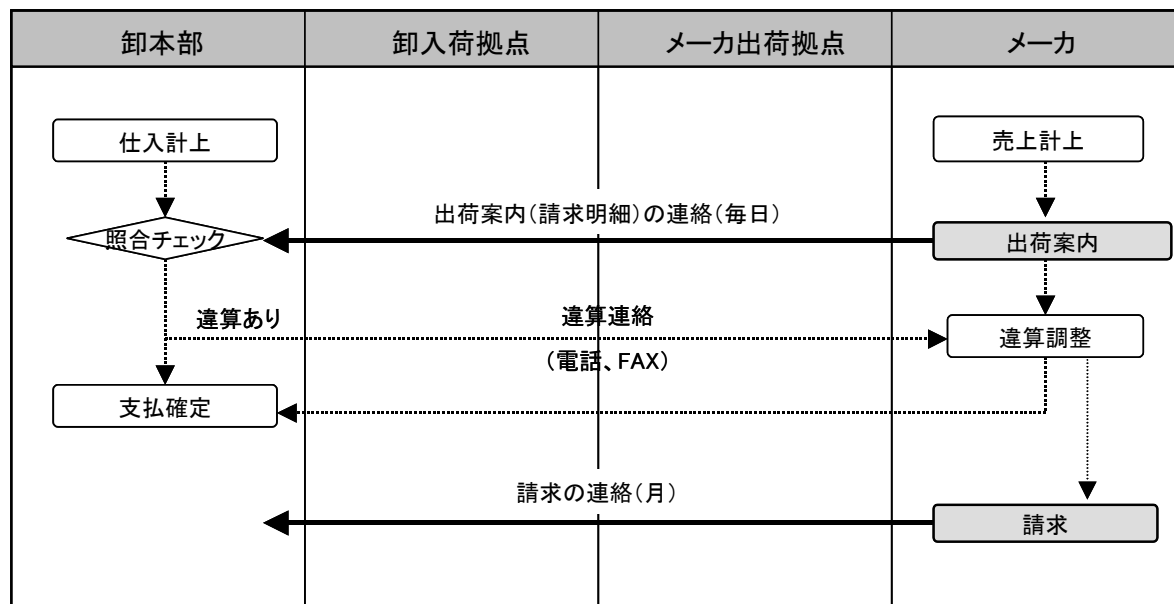 卸本部
卸入荷拠点
メーカ出荷拠点
メーカ
仕入計上
売上計上
出荷案内(請求明細)の連絡(毎日)
照合チェック
出荷案内
違算あり
違算連絡
違算調整
(電話、FAX)
支払確定
請求の連絡(月)
請求